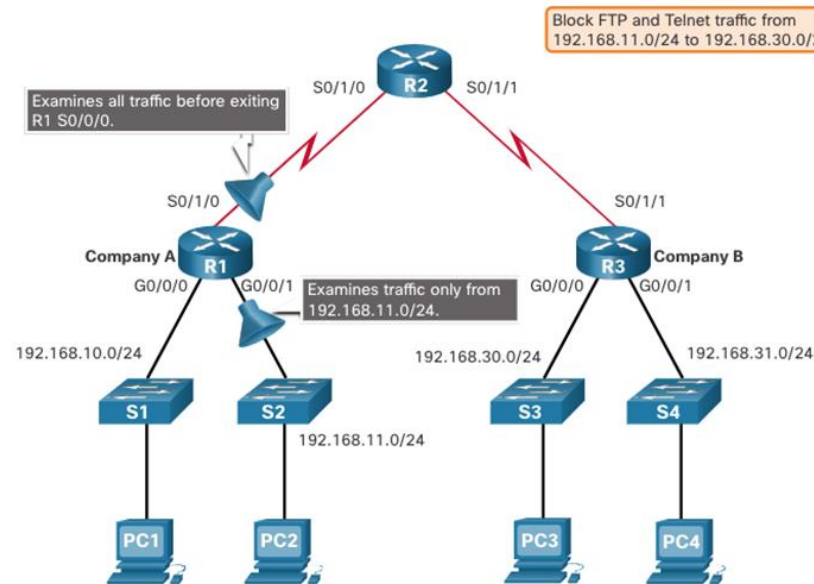 Block FTP and Telnet traffic from
192.168.11.0/24 to 192.168.30.0/
R2
S0/1/0
S0/1/1
Examines all traffic before exiting
R1 S0/0/0.
S0/1/0
S0/1/1
Company A
R1
R3
Company B
G0/0/0
G0/0/1
G0/0/0
G0/0/1
Examines traffic only from
192.168.11.0/24.
192.168.10.0/24
192.168.30.0/24
192.168.31.0/24
S1
S2
S3
S4
192.168.11.0/24
PC1
PC2
PC3
PC4